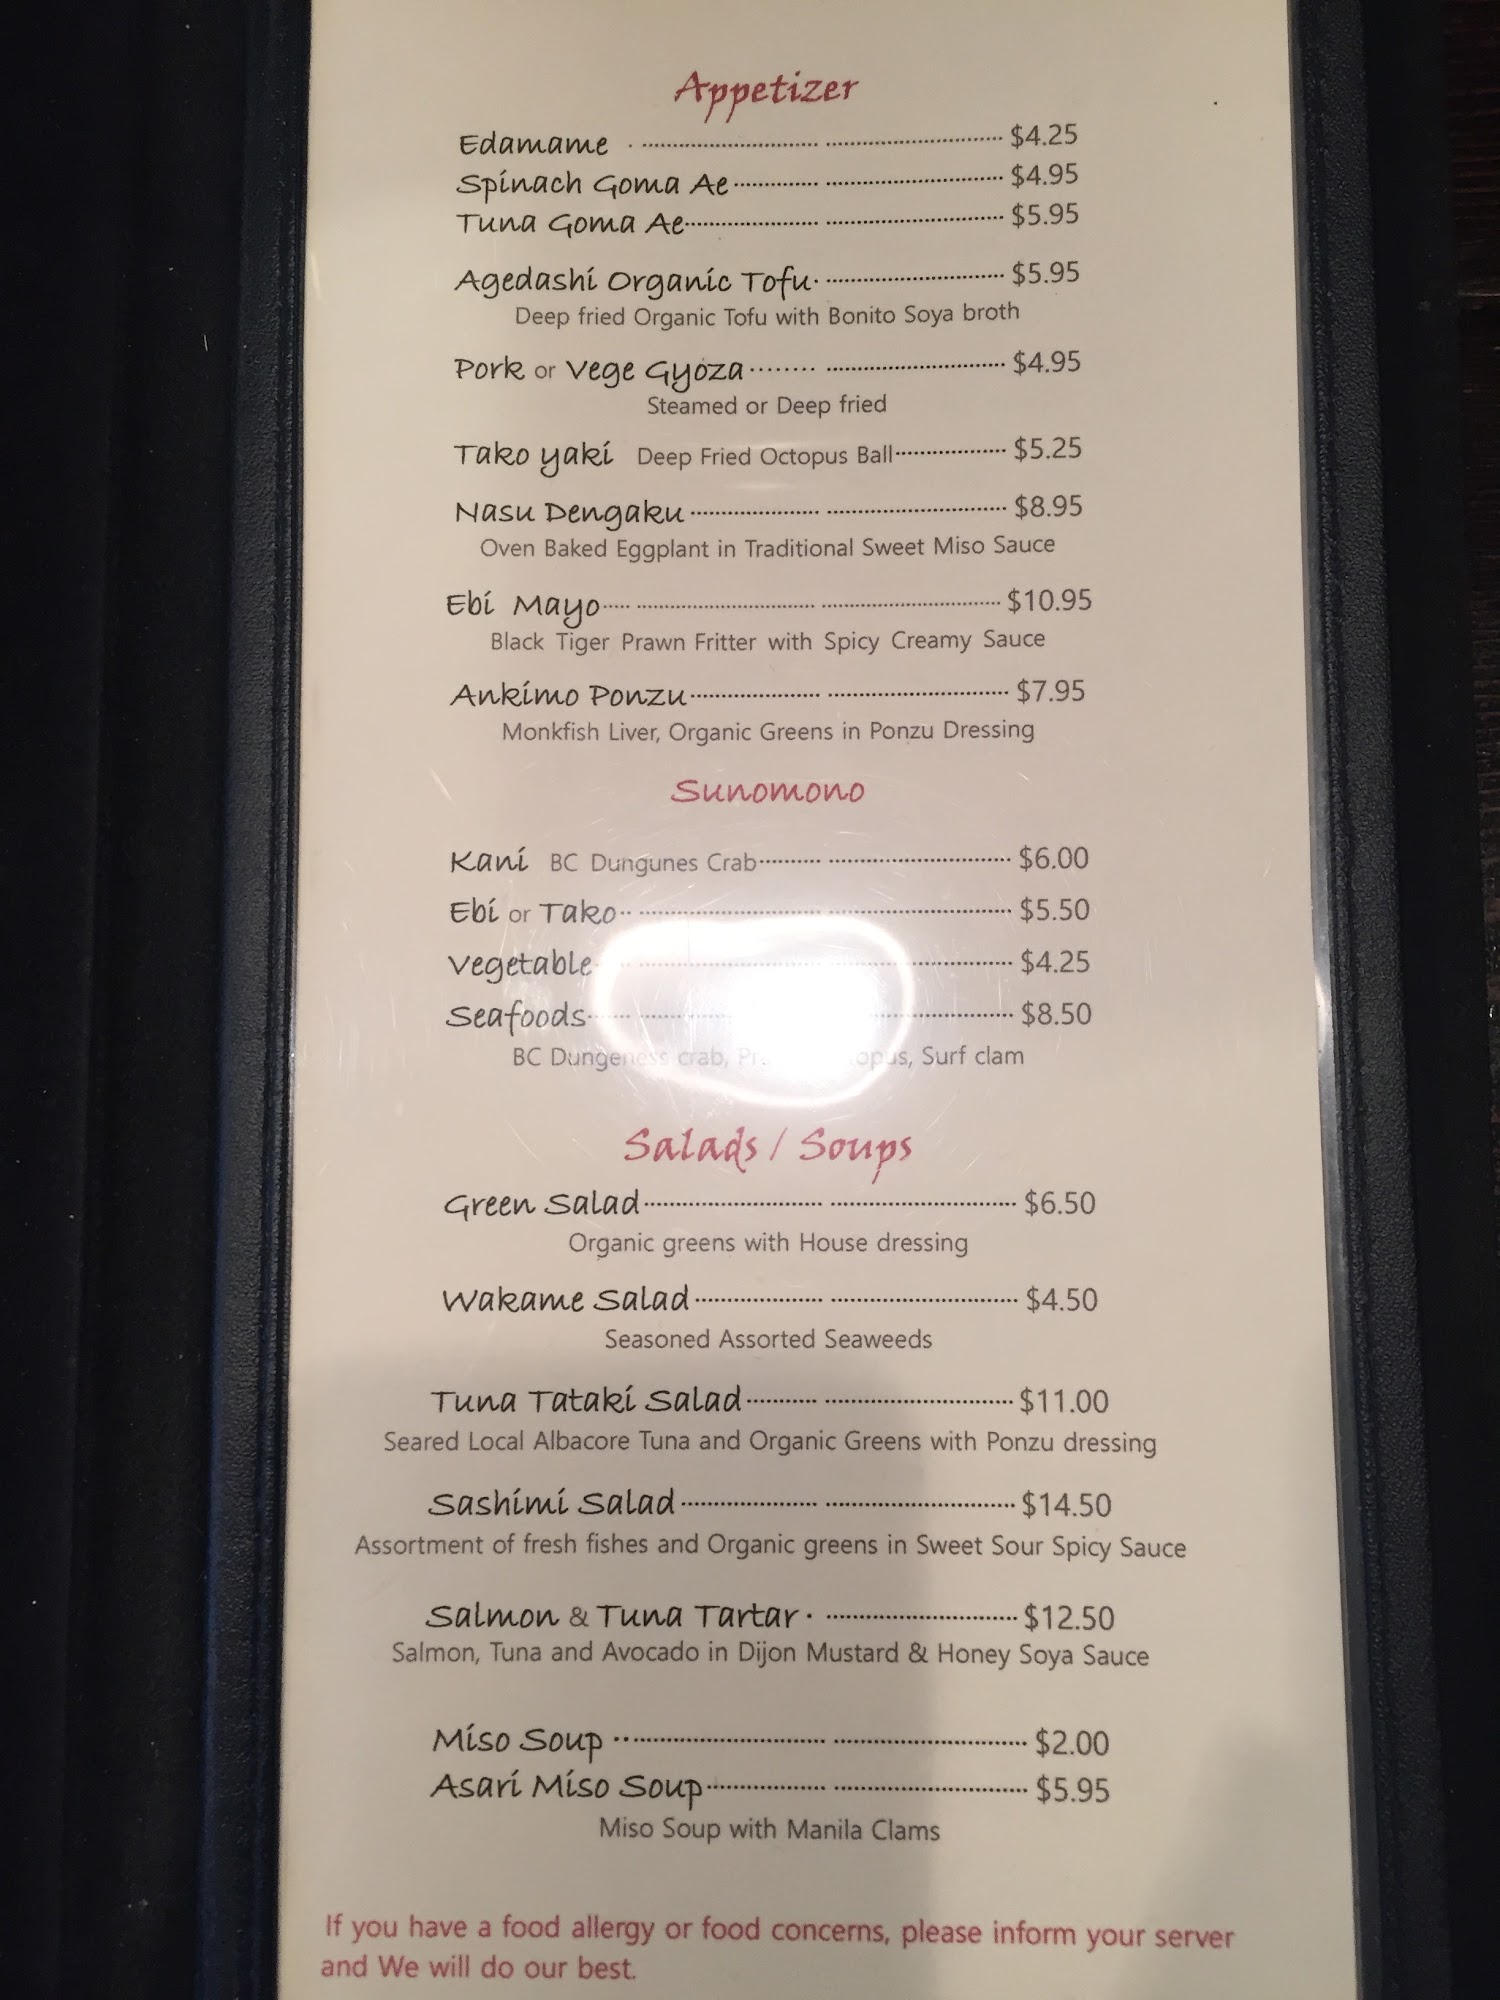 Appetizer
Edamame $4.25
Spinach Goma Ae $4.95
Tuna Goma Ae $5.95
Agedashi Organic Tofu $5.95
Deep fried Organic Tofu with Bonito Soya broth
Pork or Vege Gyoza $4.95
Steamed or Deep fried
Tako yaki Deep Fried Octopus Ball $5.25
Nasu Dengaku $8.95
Oven Baked Eggplant in Traditional Sweet Miso Sauce
Ebi Mayo $10.95
Black Tiger Prawn Fritter with Spicy Creamy Sauce
Ankimo Ponzu $7.95
Monkfish Liver, Organic Greens in Ponzu Dressing
Sunomono
Kani BC Dungunes Crab $6.00
Ebi or Tako $5.50
Vegetable $4.25
Seafoods $8.50
BC Dungeness crab, Surf clam
Salads / Soups
Green Salad $6.50
Organic greens with House dressing
Wakame Salad $4.50
Seasoned Assorted Seaweeds
Tuna Tataki Salad $11.00
Seared Local Albacore Tuna and Organic Greens with Ponzu dressing
Sashimi Salad $14.50
Assortment of fresh fishes and Organic greens in Sweet Sour Spicy Sauce
Salmon & Tuna Tartar $12.50
Salmon, Tuna and Avocado in Dijon Mustard & Honey Soya Sauce
Miso Soup $2.00
Asari Miso Soup $5.95
Miso Soup with Manila Clams
If you have a food allergy or food concerns, please inform your server
and We will do our best.